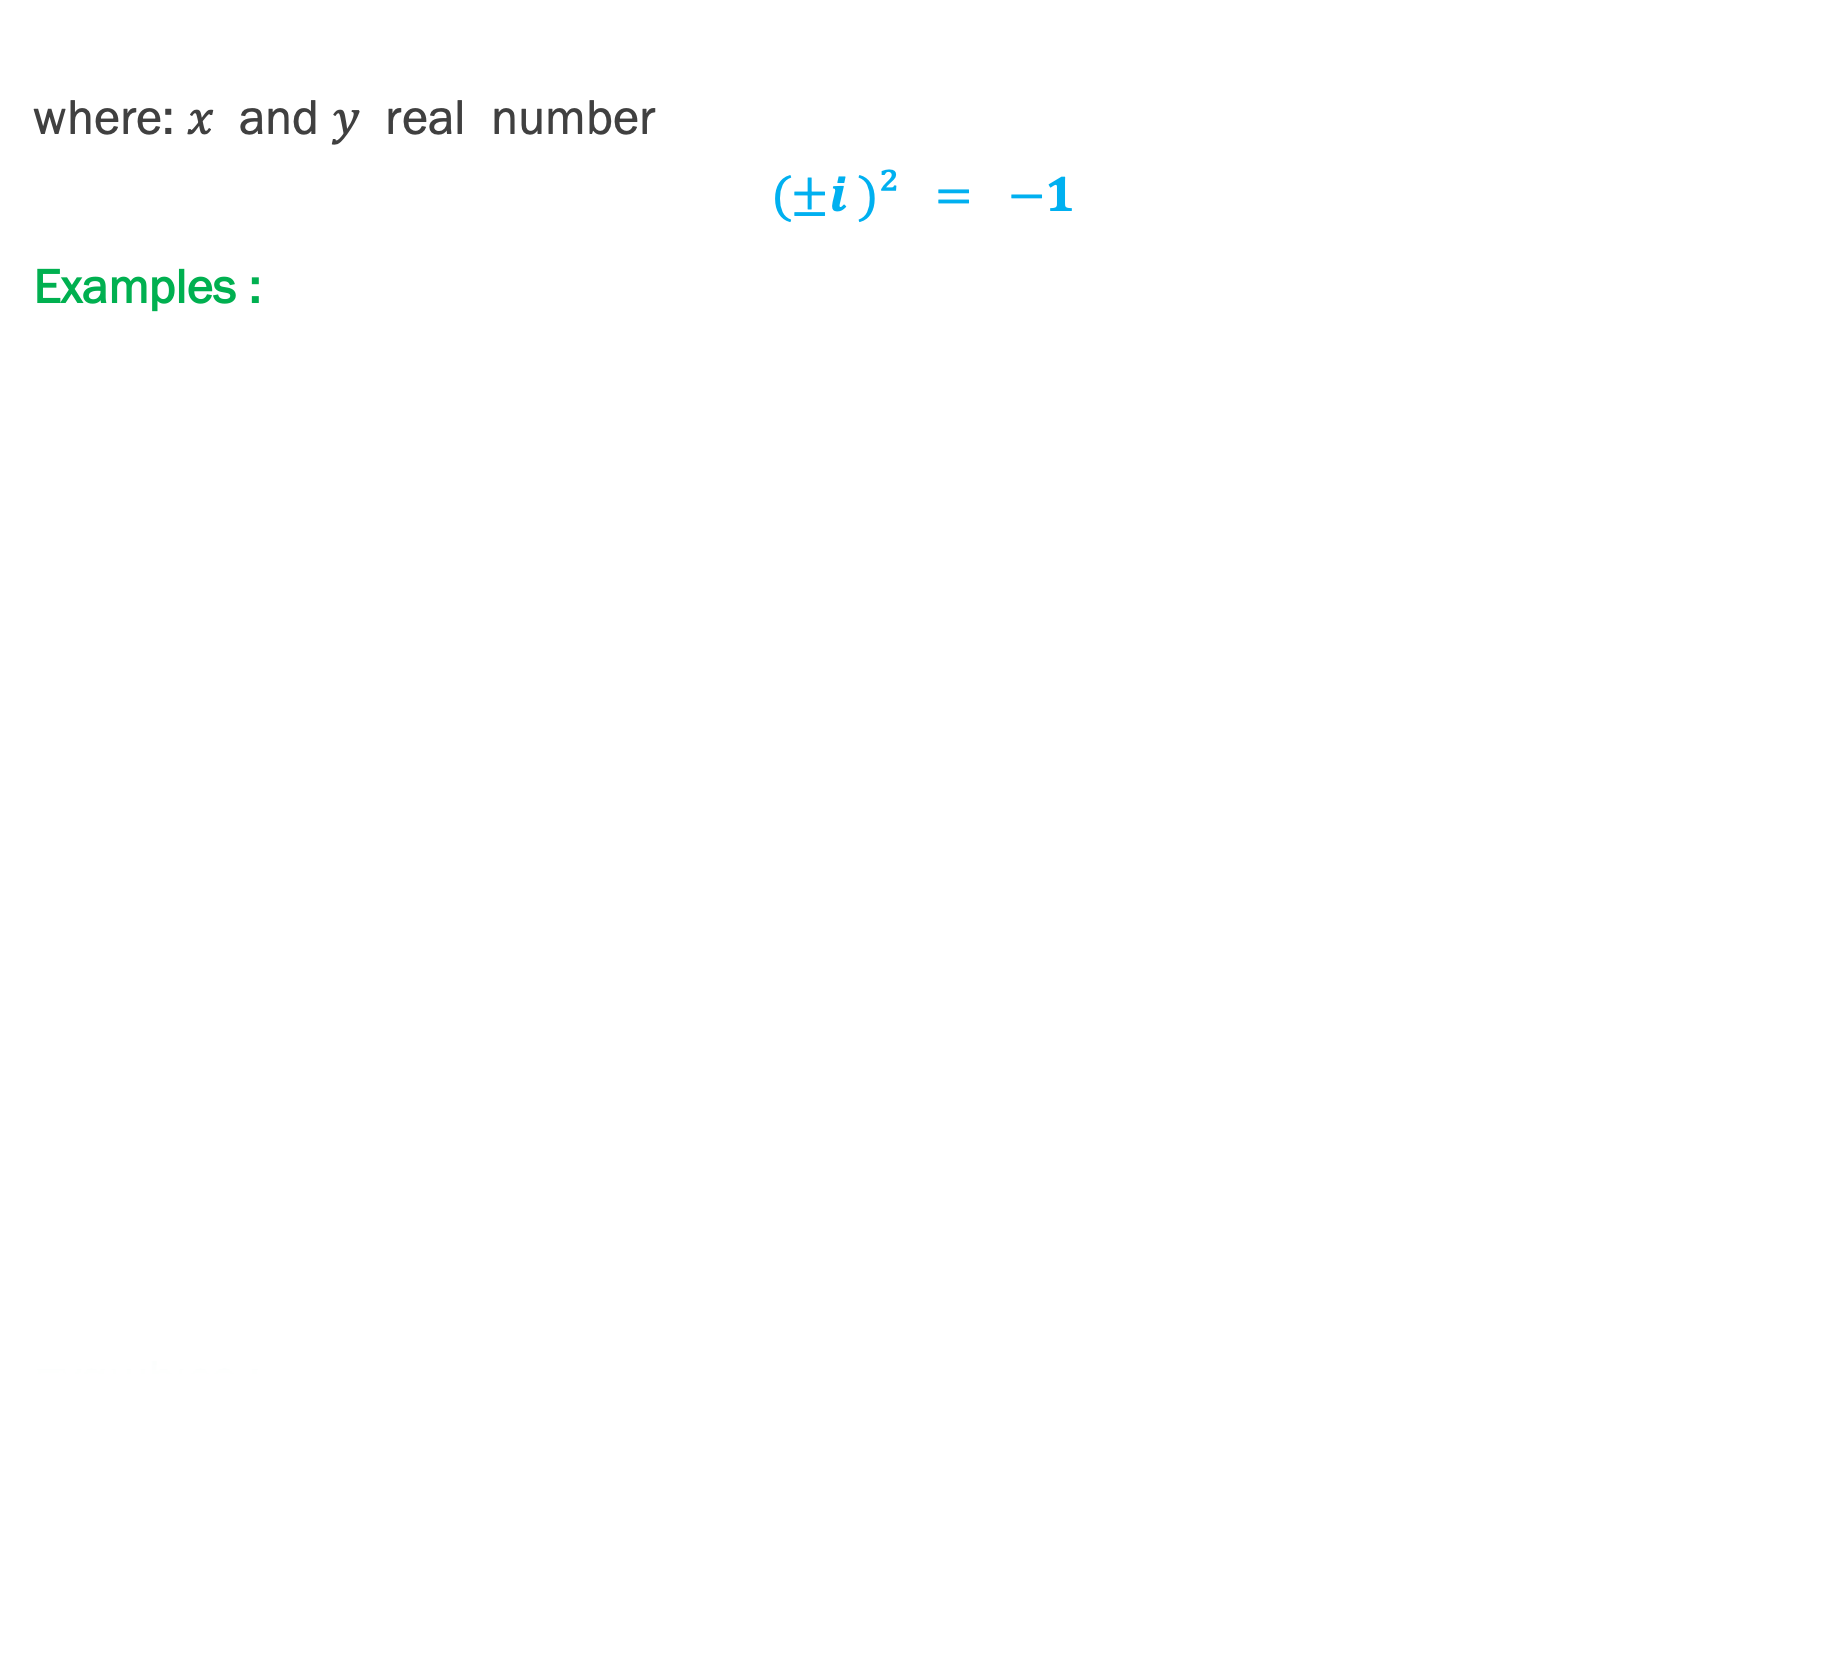 where: x and y real number
(±i )² = −1
Examples :